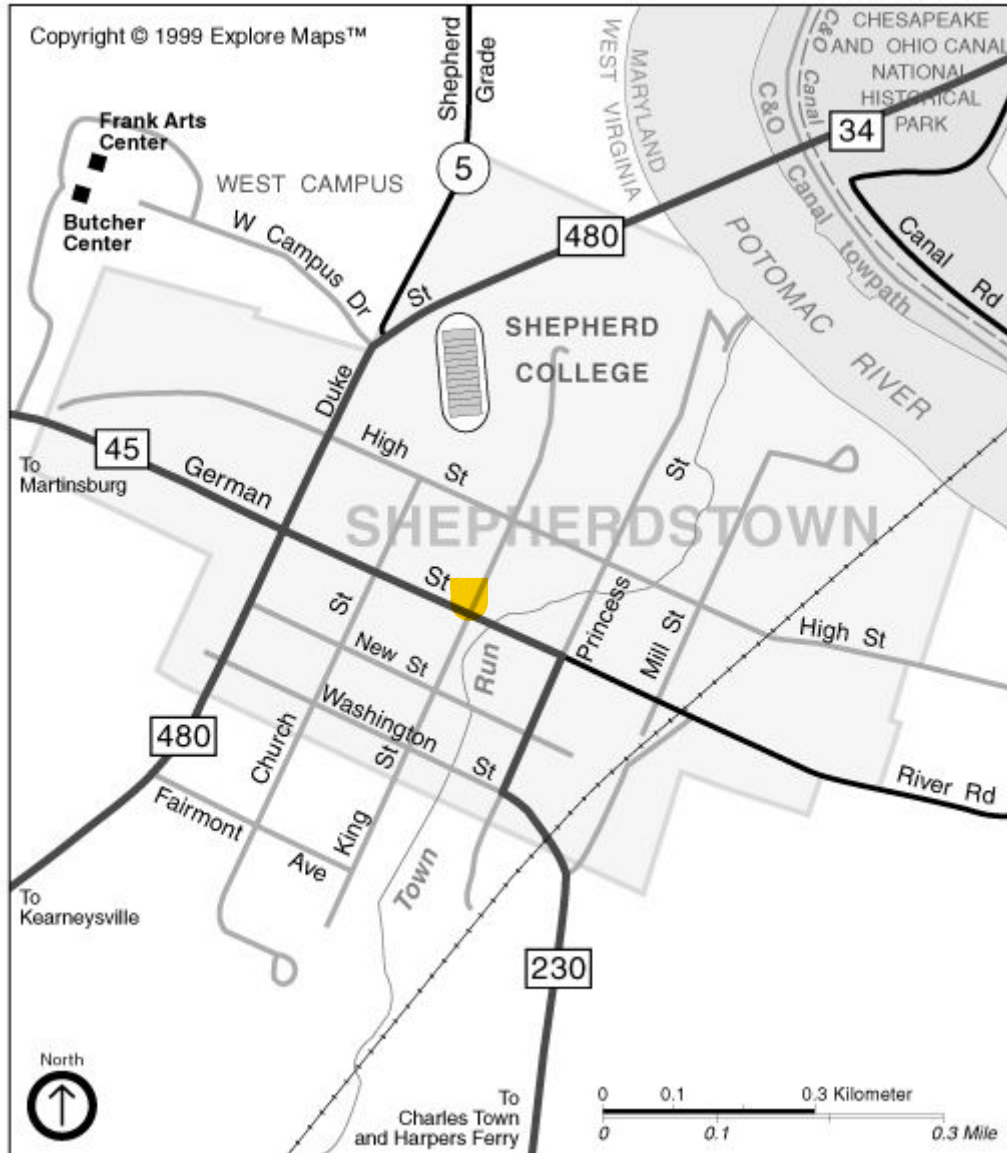 Copyright © 1999 Explore Maps™
Shepherd
Grade
CHESAPEAKE
AND OHIO CANAL
NATIONAL
HISTORICAL
PARK
C&O
Canal
WEST VIRGINIA
MARYLAND
C&O
Canal towpath
34
Frank Arts
Center
Butcher
Center
WEST CAMPUS
5
W Campus Dr
480
Canal Rd
POTOMAC
RIVER
St
Duke
SHEPHERD
COLLEGE
45
To
Martinsburg
German
St
High St
SHEPHERDSTOWN
St
Princess
Mill St
High St
St
Church
New St
Run
Town
Washington St
St
King
480
Fairmont Ave
River Rd
To
Kearneysville
230
North
To
Charles Town
and Harpers Ferry
0 0.1 0.3 Kilometer
0 0.1 0.3 Mile